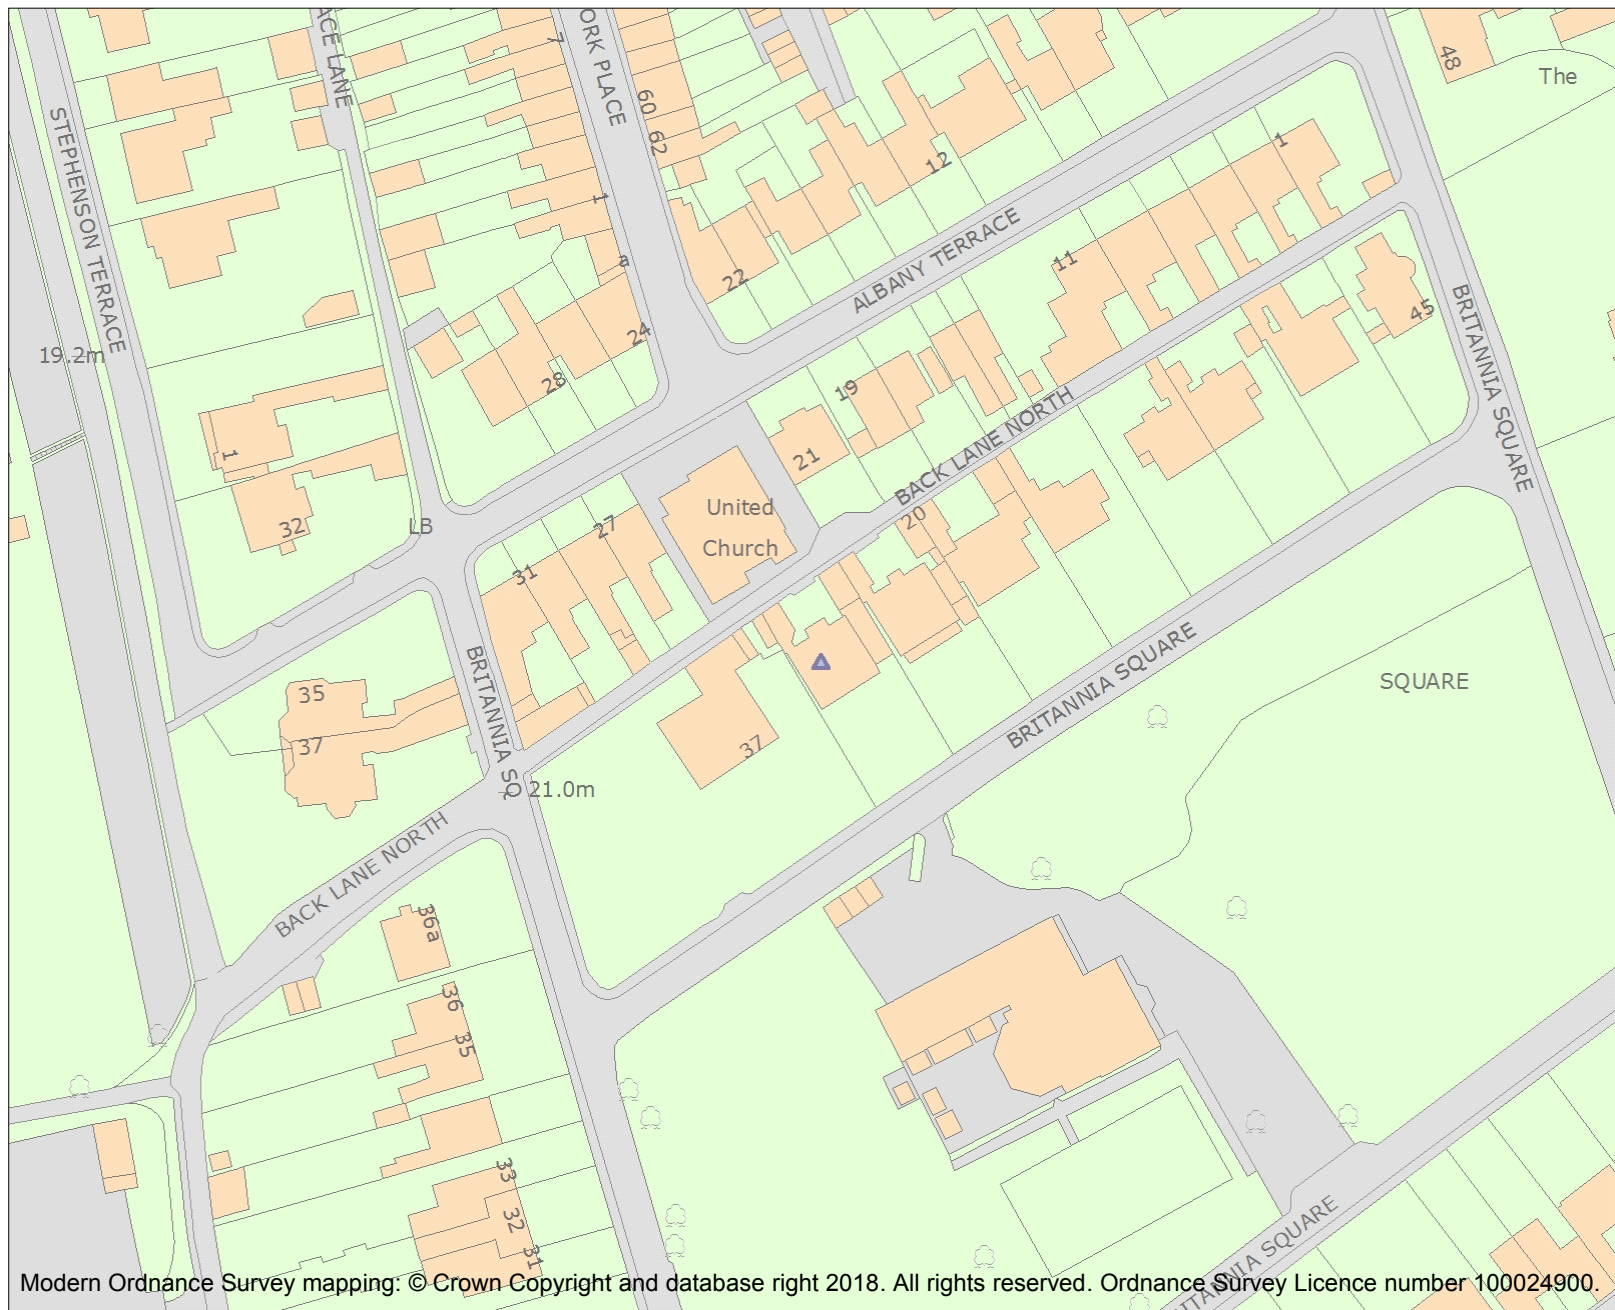 ACE LANE
7
ORK PLACE
48
The
60
62
STEPHENSON TERRACE
12
1
1
ALBANY TERRACE
11
a
22
24
19.2m
28
19
BRITANNIA SQUARE
45
1
21
BACK LANE NORTH
20
32
LB
27
31
United
Church
BRITANNIA SQ
35
37
37
BRITANNIA SQUARE
SQUARE
21.0m
BACK LANE NORTH
36a
36
35
33
32
31
ITANNIA SQUARE
Modern Ordnance Survey mapping: © Crown Copyright and database right 2018. All rights reserved. Ordnance Survey Licence number 100024900.